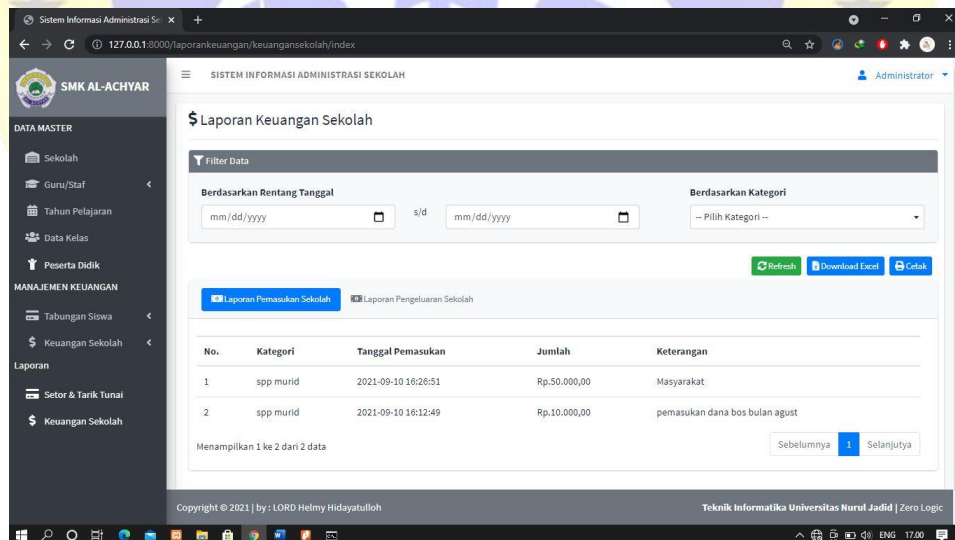 Sistem Informasi Administrasi Se
127.0.0.1:8000/laporankeuangan/keuangansekolah/index
SMK AL-ACHYAR
SISTEM INFORMASI ADMINISTRASI SEKOLAH
Administrator
DATA MASTER
Sekolah
Guru/Staf
Tahun Pelajaran
Data Kelas
Peserta Didik
MANAJEMEN KEUANGAN
Tabungan Siswa
Keuangan Sekolah
Laporan
Setor & Tarik Tunai
Keuangan Sekolah
$ Laporan Keuangan Sekolah
Filter Data
Berdasarkan Rentang Tanggal
Berdasarkan Kategori
mm/dd/yyyy s/d mm/dd/yyyy
-- Pilih Kategori --
Refresh Download Excel Cetak
Laporan Pemasukan Sekolah Laporan Pengeluaran Sekolah
No. Kategori Tanggal Pemasukan Jumlah Keterangan
1 spp murid 2021-09-10 16:26:51 Rp.50.000,00 Masyarakat
2 spp murid 2021-09-10 16:12:49 Rp.10.000,00 pemasukan dana bos bulan agust
Menampilkan 1 ke 2 dari 2 data
Sebelumnya 1 Selanjutya
Copyright © 2021 | by : LORD Helmy Hidayatulloh
Teknik Informatika Universitas Nurul Jadid | Zero Logic
ENG 17.00